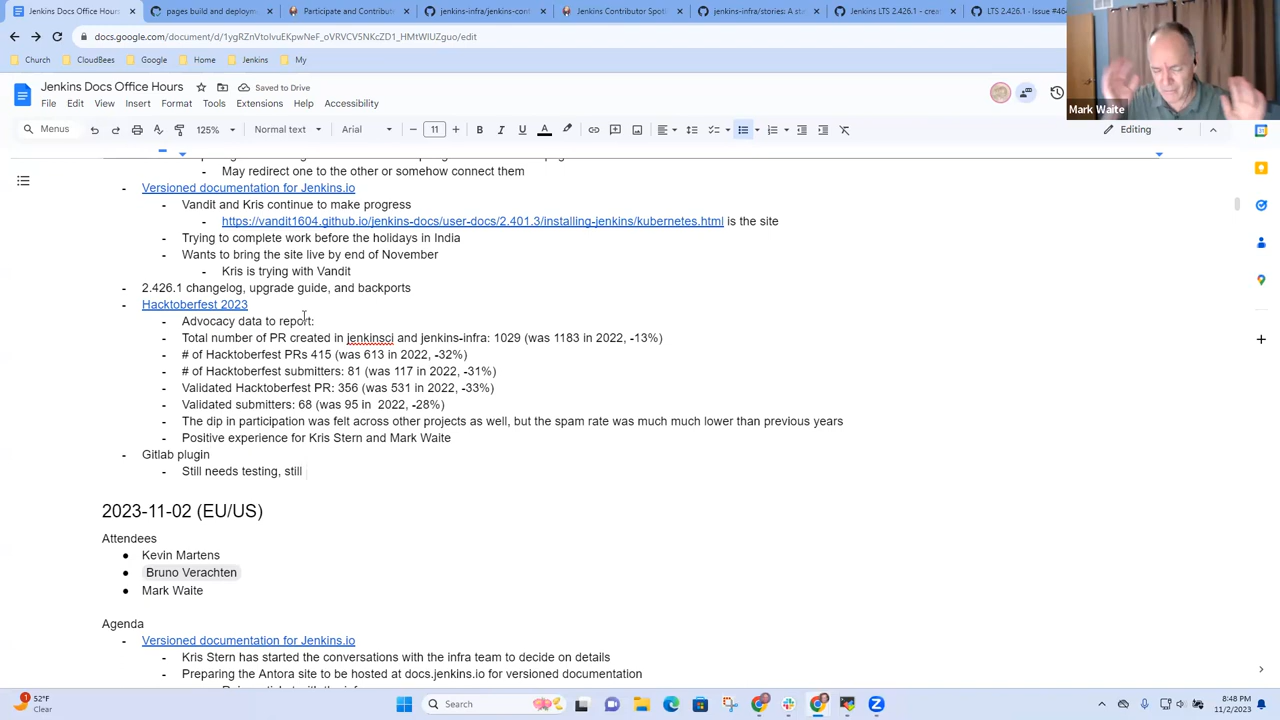 Jenkins Docs Office
pages build and deploymen
Participate and Contribut
jenkins-infra/jenkins-cont
Jenkins Contributor Spotl
jenkins-infra/stories: A st
Jenkins LTS 2.426.1 - crea
LTS 2.426.1 - Issue #46
docs.google.com/document/d/1ygRZnVtolvuEKpwNeF_oVRVCV5NKcZD1_HMtWlUZguo/edit
Church
CloudBees
Google
Home
Jenkins
My
Jenkins Docs Office Hours
Saved to Drive
File Edit View Insert Format Tools Extensions Help Accessibility
Mark Waite
Menus
125%
Normal text
Arial
11
B I U A
Editing
May redirect one to the other or somehow connect them
- Versioned documentation for Jenkins.io
- Vandit and Kris continue to make progress
- https://vandit1604.github.io/jenkins-docs/user-docs/2.401.3/installing-jenkins/kubernetes.html is the site
- Trying to complete work before the holidays in India
- Wants to bring the site live by end of November
- Kris is trying with Vandit
- 2.426.1 changelog, upgrade guide, and backports
- Hacktoberfest 2023
- Advocacy data to report:
- Total number of PR created in jenkinsci and jenkins-infra: 1029 (was 1183 in 2022, -13%)
- # of Hacktoberfest PRs 415 (was 613 in 2022, -32%)
- # of Hacktoberfest submitters: 81 (was 117 in 2022, -31%)
- Validated Hacktoberfest PR: 356 (was 531 in 2022, -33%)
- Validated submitters: 68 (was 95 in 2022, -28%)
- The dip in participation was felt across other projects as well, but the spam rate was much much lower than previous years
- Positive experience for Kris Stern and Mark Waite
- Gitlab plugin
- Still needs testing, still
2023-11-02 (EU/US)
Attendees
● Kevin Martens
● Bruno Verachten
● Mark Waite
Agenda
- Versioned documentation for Jenkins.io
- Kris Stern has started the conversations with the infra team to decide on details
- Preparing the Antora site to be hosted at docs.jenkins.io for versioned documentation
52°F
Clear
Search
8:48 PM
11/2/2023